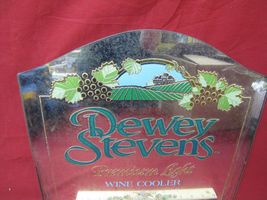 Dewey
Stevens
Premium Light
WINE COOLER